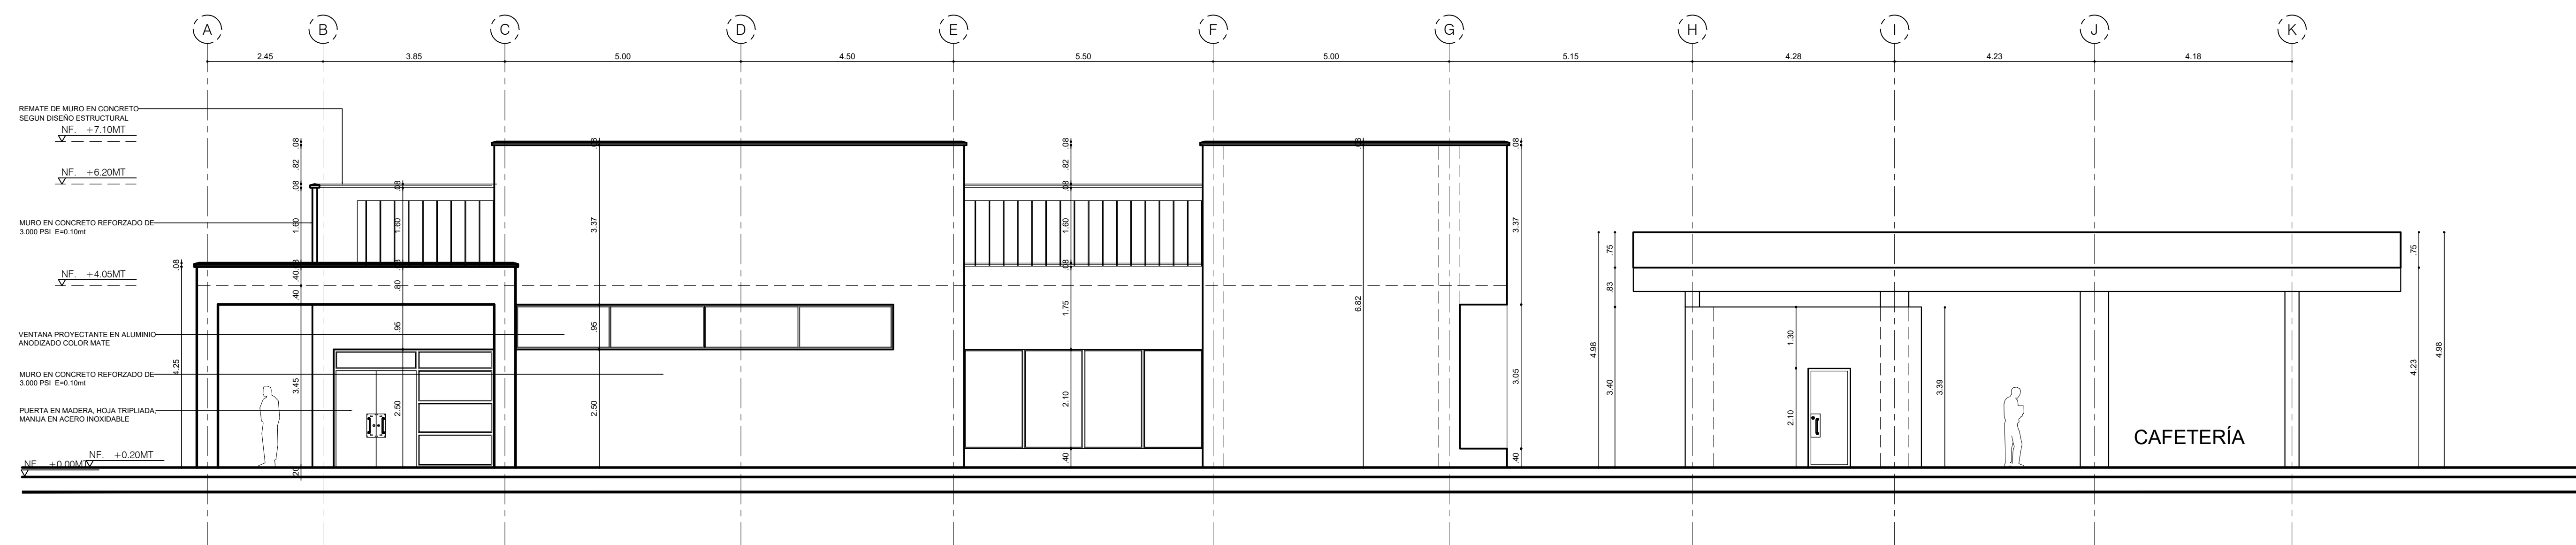 A B C D E F G H I J K
2.45 3.85 5.00 4.50 5.50 5.00 5.15 4.28 4.23 4.18
REMATE DE MURO EN CONCRETO
SEGUN DISEÑO ESTRUCTURAL
NF. +7.10MT
NF. +6.20MT
MURO EN CONCRETO REFORZADO DE
3.000 PSI E=0.10mt
NF. +4.05MT
VENTANA PROYECTANTE EN ALUMINIO
ANODIZADO COLOR MATE
MURO EN CONCRETO REFORZADO DE
3.000 PSI E=0.10mt
PUERTA EN MADERA, HOJA TRIPLIADA,
MANIJA EN ACERO INOXIDABLE
NF. +0.20MT
NF. +0.00MT
.08
4.25
.08
.82
.08
1.60
.40
.40
3.45
.20
.08
1.60
.80
.95
2.50
.08
3.37
.95
2.50
.08
.82
.08
1.60
.08
1.75
2.10
.40
.08
6.82
.08
3.37
3.05
.40
4.98
.75
.83
3.40
1.30
2.10
3.39
CAFETERÍA
.75
4.23
4.98